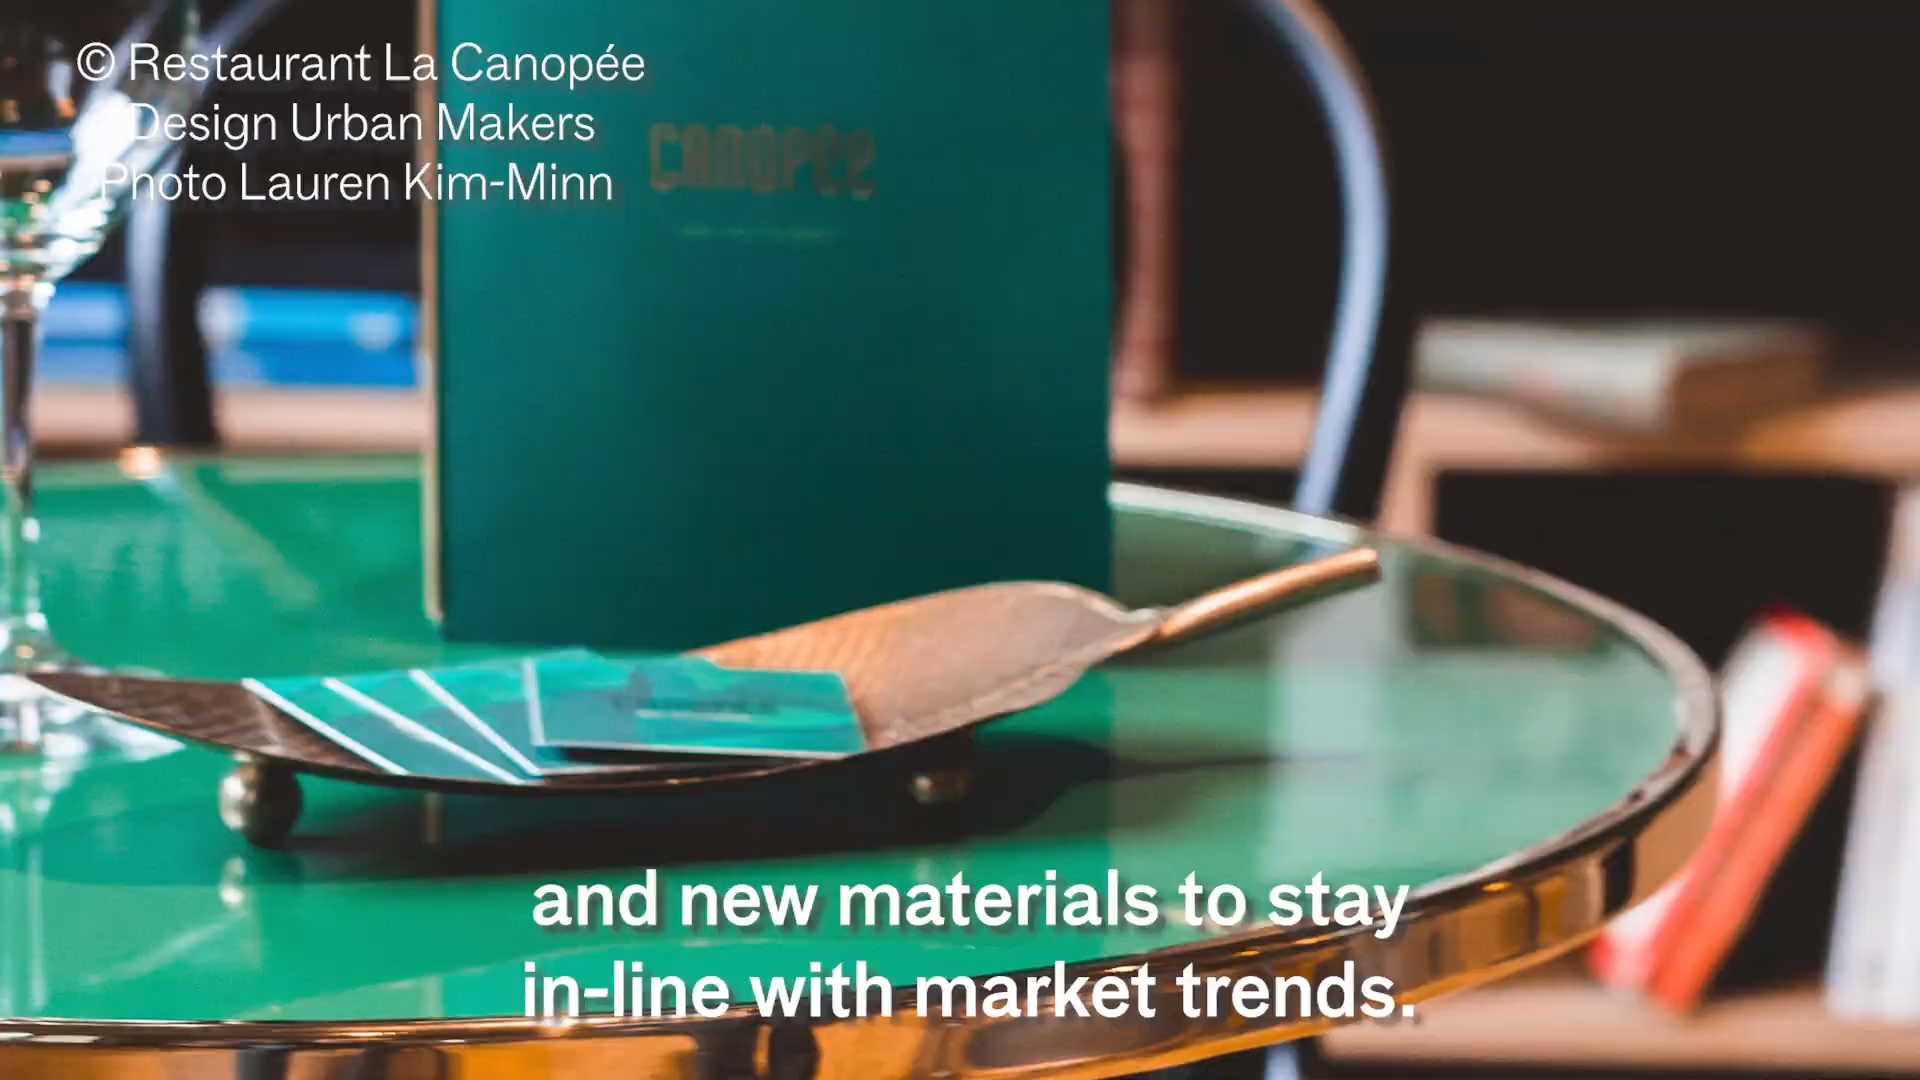 © Restaurant La Canopée
Design Urban Makers
Photo Lauren Kim-Minn
CANOPÉE
and new materials to stay
in-line with market trends.